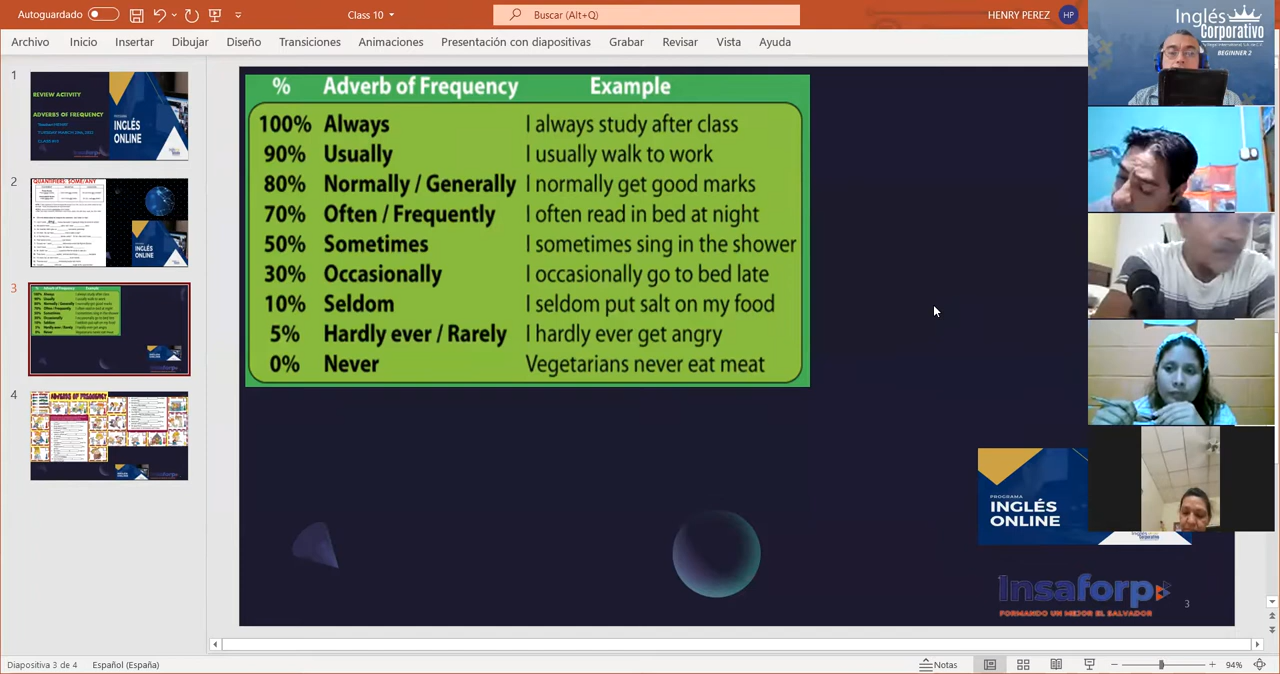 Autoguardado
Class 10
Buscar (Alt+Q)
HENRY PEREZ
HP
Archivo Inicio Insertar Dibujar Diseño Transiciones Animaciones Presentación con diapositivas Grabar Revisar Vista Ayuda
Inglés
Corporativo
BEGINNER 2
1
REVIEW ACTIVITY
ADVERBS OF FREQUENCY
PROGRAMA
INGLÉS
ONLINE
2
QUANTIFIERS: SOME/ANY
INGLÉS
ONLINE
3
4
ADVERBS OF FREQUENCY
% Adverb of Frequency Example
100% Always I always study after class
90% Usually I usually walk to work
80% Normally / Generally I normally get good marks
70% Often / Frequently I often read in bed at night
50% Sometimes I sometimes sing in the shower
30% Occasionally I occasionally go to bed late
10% Seldom I seldom put salt on my food
5% Hardly ever / Rarely I hardly ever get angry
0% Never Vegetarians never eat meat
PROGRAMA
INGLÉS
ONLINE
Insaforp
FORMANDO UN MEJOR EL SALVADOR
3
Diapositiva 3 de 4 Español (España) Notas 94%